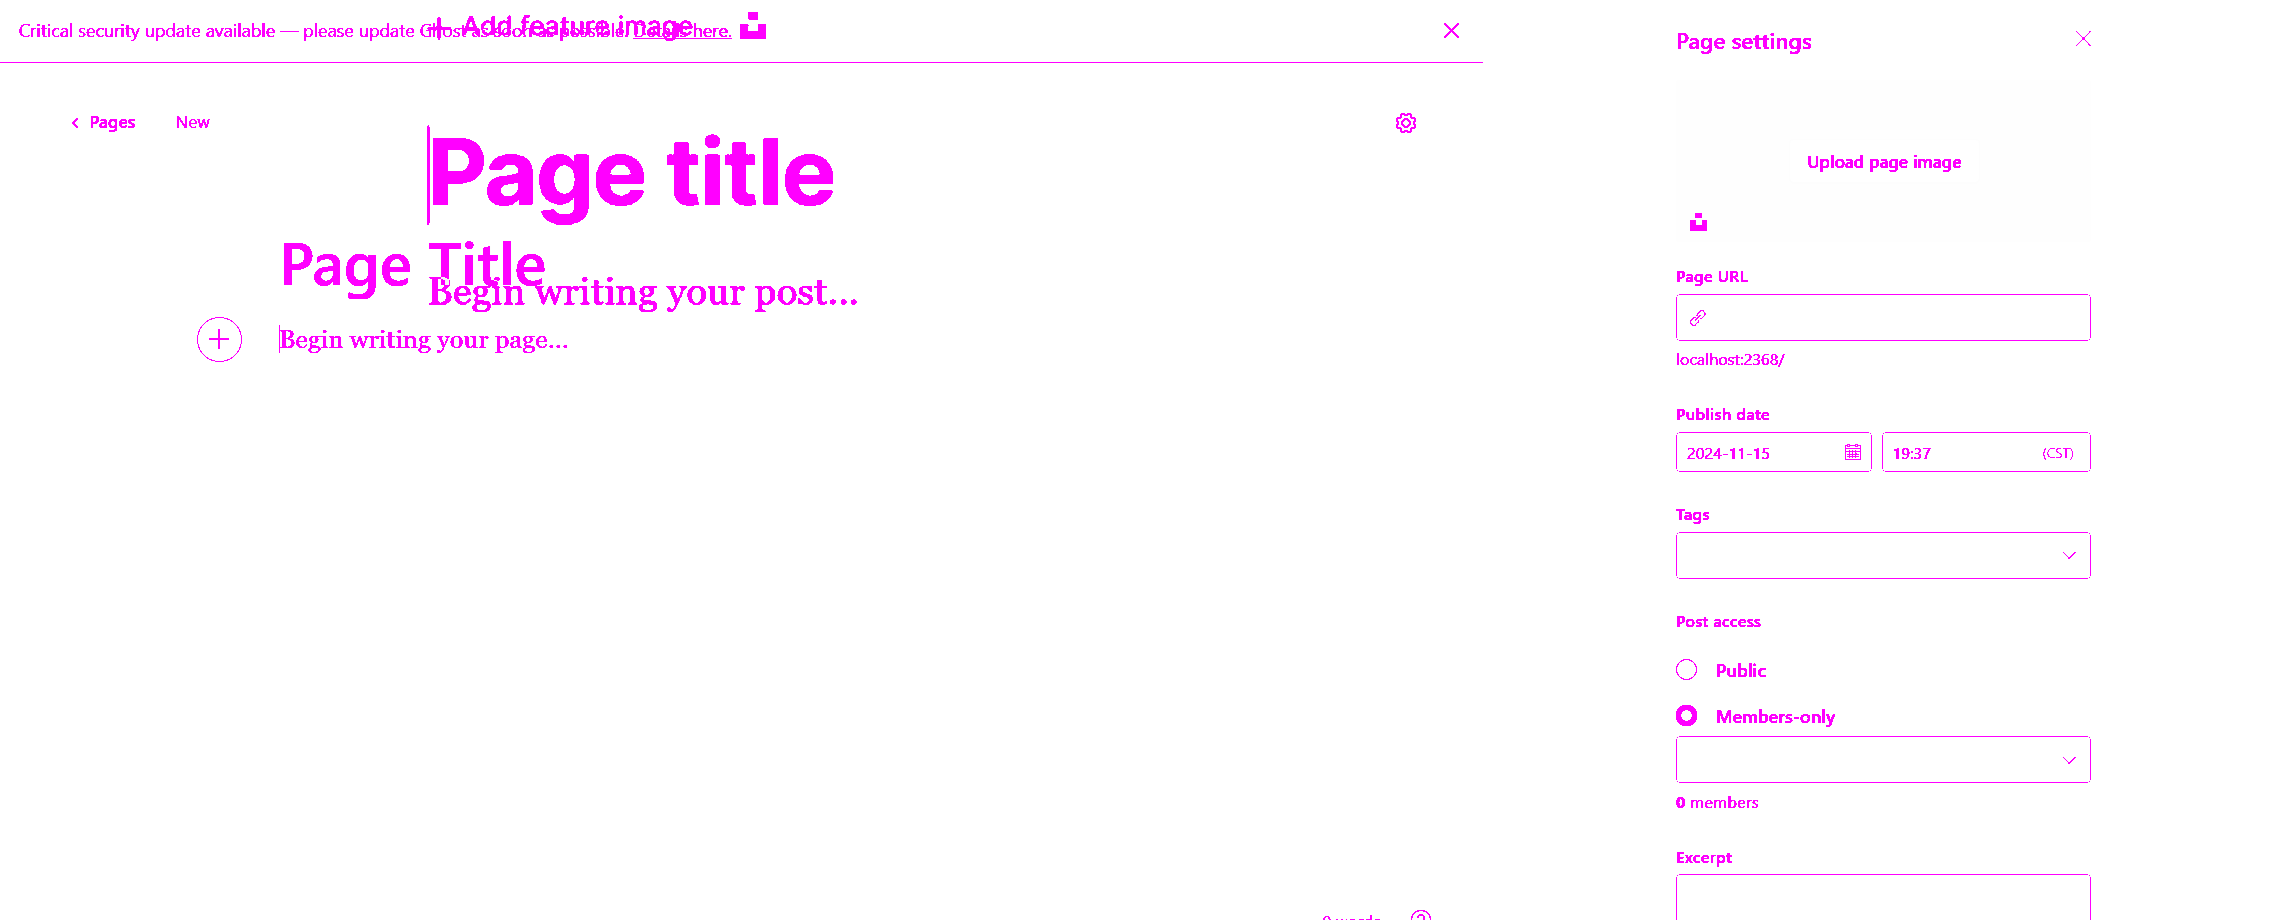 Critical security update available — please update Ghost as soon as possible. Details here.
+ Add feature image
Pages
New
Page title
Page Title
Begin writing your post...
Begin writing your page...
0 words
Page settings
Upload page image
Page URL
localhost:2368/
Publish date
2024-11-15
19:37
(CST)
Tags
Post access
Public
Members-only
0 members
Excerpt